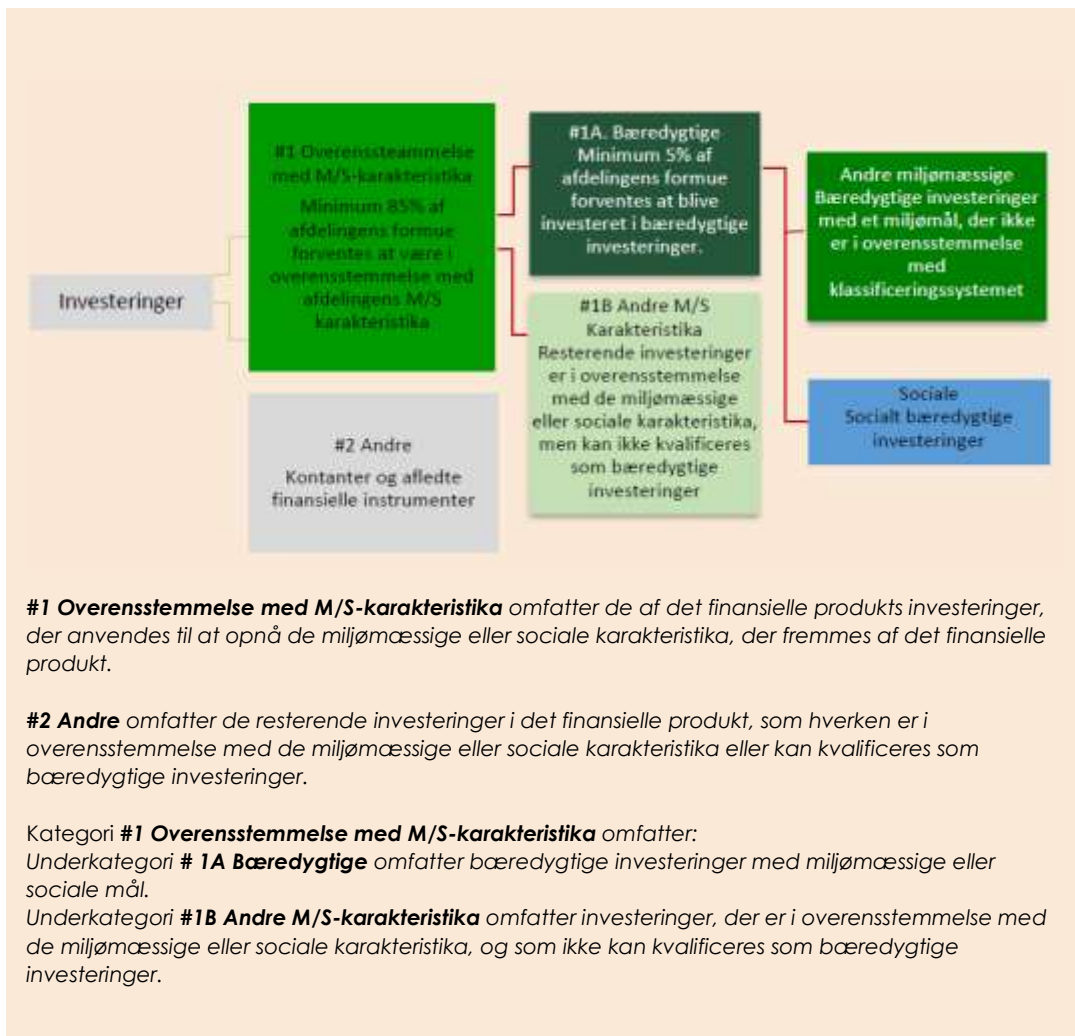 Investeringer
#1 Overenssteammelse
med M/S-karakteristika
Minimum 85% af
afdelingens formue
forventes at være i
overensstemmelse med
afdelingens M/S
karakteristika
#2 Andre
Kontanter og afledte
finansielle instrumenter
#1A. Bæredygtige
Minimum 5% af
afdelingens formue
forventes at blive
investeret i bæredygtige
investeringer.
#1B Andre M/S
Karakteristika
Resterende investeringer
er i overensstemmelse
med de miljømæssige
eller sociale karakteristika,
men kan ikke kvalificeres
som bæredygtige
investeringer
Andre miljømæssige
Bæredygtige investeringer
med et miljømål, der ikke
er i overensstemmelse
med
klassificeringssystemet
Sociale
Socialt bæredygtige
investeringer
#1 Overensstemmelse med M/S-karakteristika omfatter de af det finansielle produkts investeringer,
der anvendes til at opnå de miljømæssige eller sociale karakteristika, der fremmes af det finansielle
produkt.
#2 Andre omfatter de resterende investeringer i det finansielle produkt, som hverken er i
overensstemmelse med de miljømæssige eller sociale karakteristika eller kan kvalificeres som
bæredygtige investeringer.
Kategori #1 Overensstemmelse med M/S-karakteristika omfatter:
Underkategori # 1A Bæredygtige omfatter bæredygtige investeringer med miljømæssige eller
sociale mål.
Underkategori #1B Andre M/S-karakteristika omfatter investeringer, der er i overensstemmelse med
de miljømæssige eller sociale karakteristika, og som ikke kan kvalificeres som bæredygtige
investeringer.